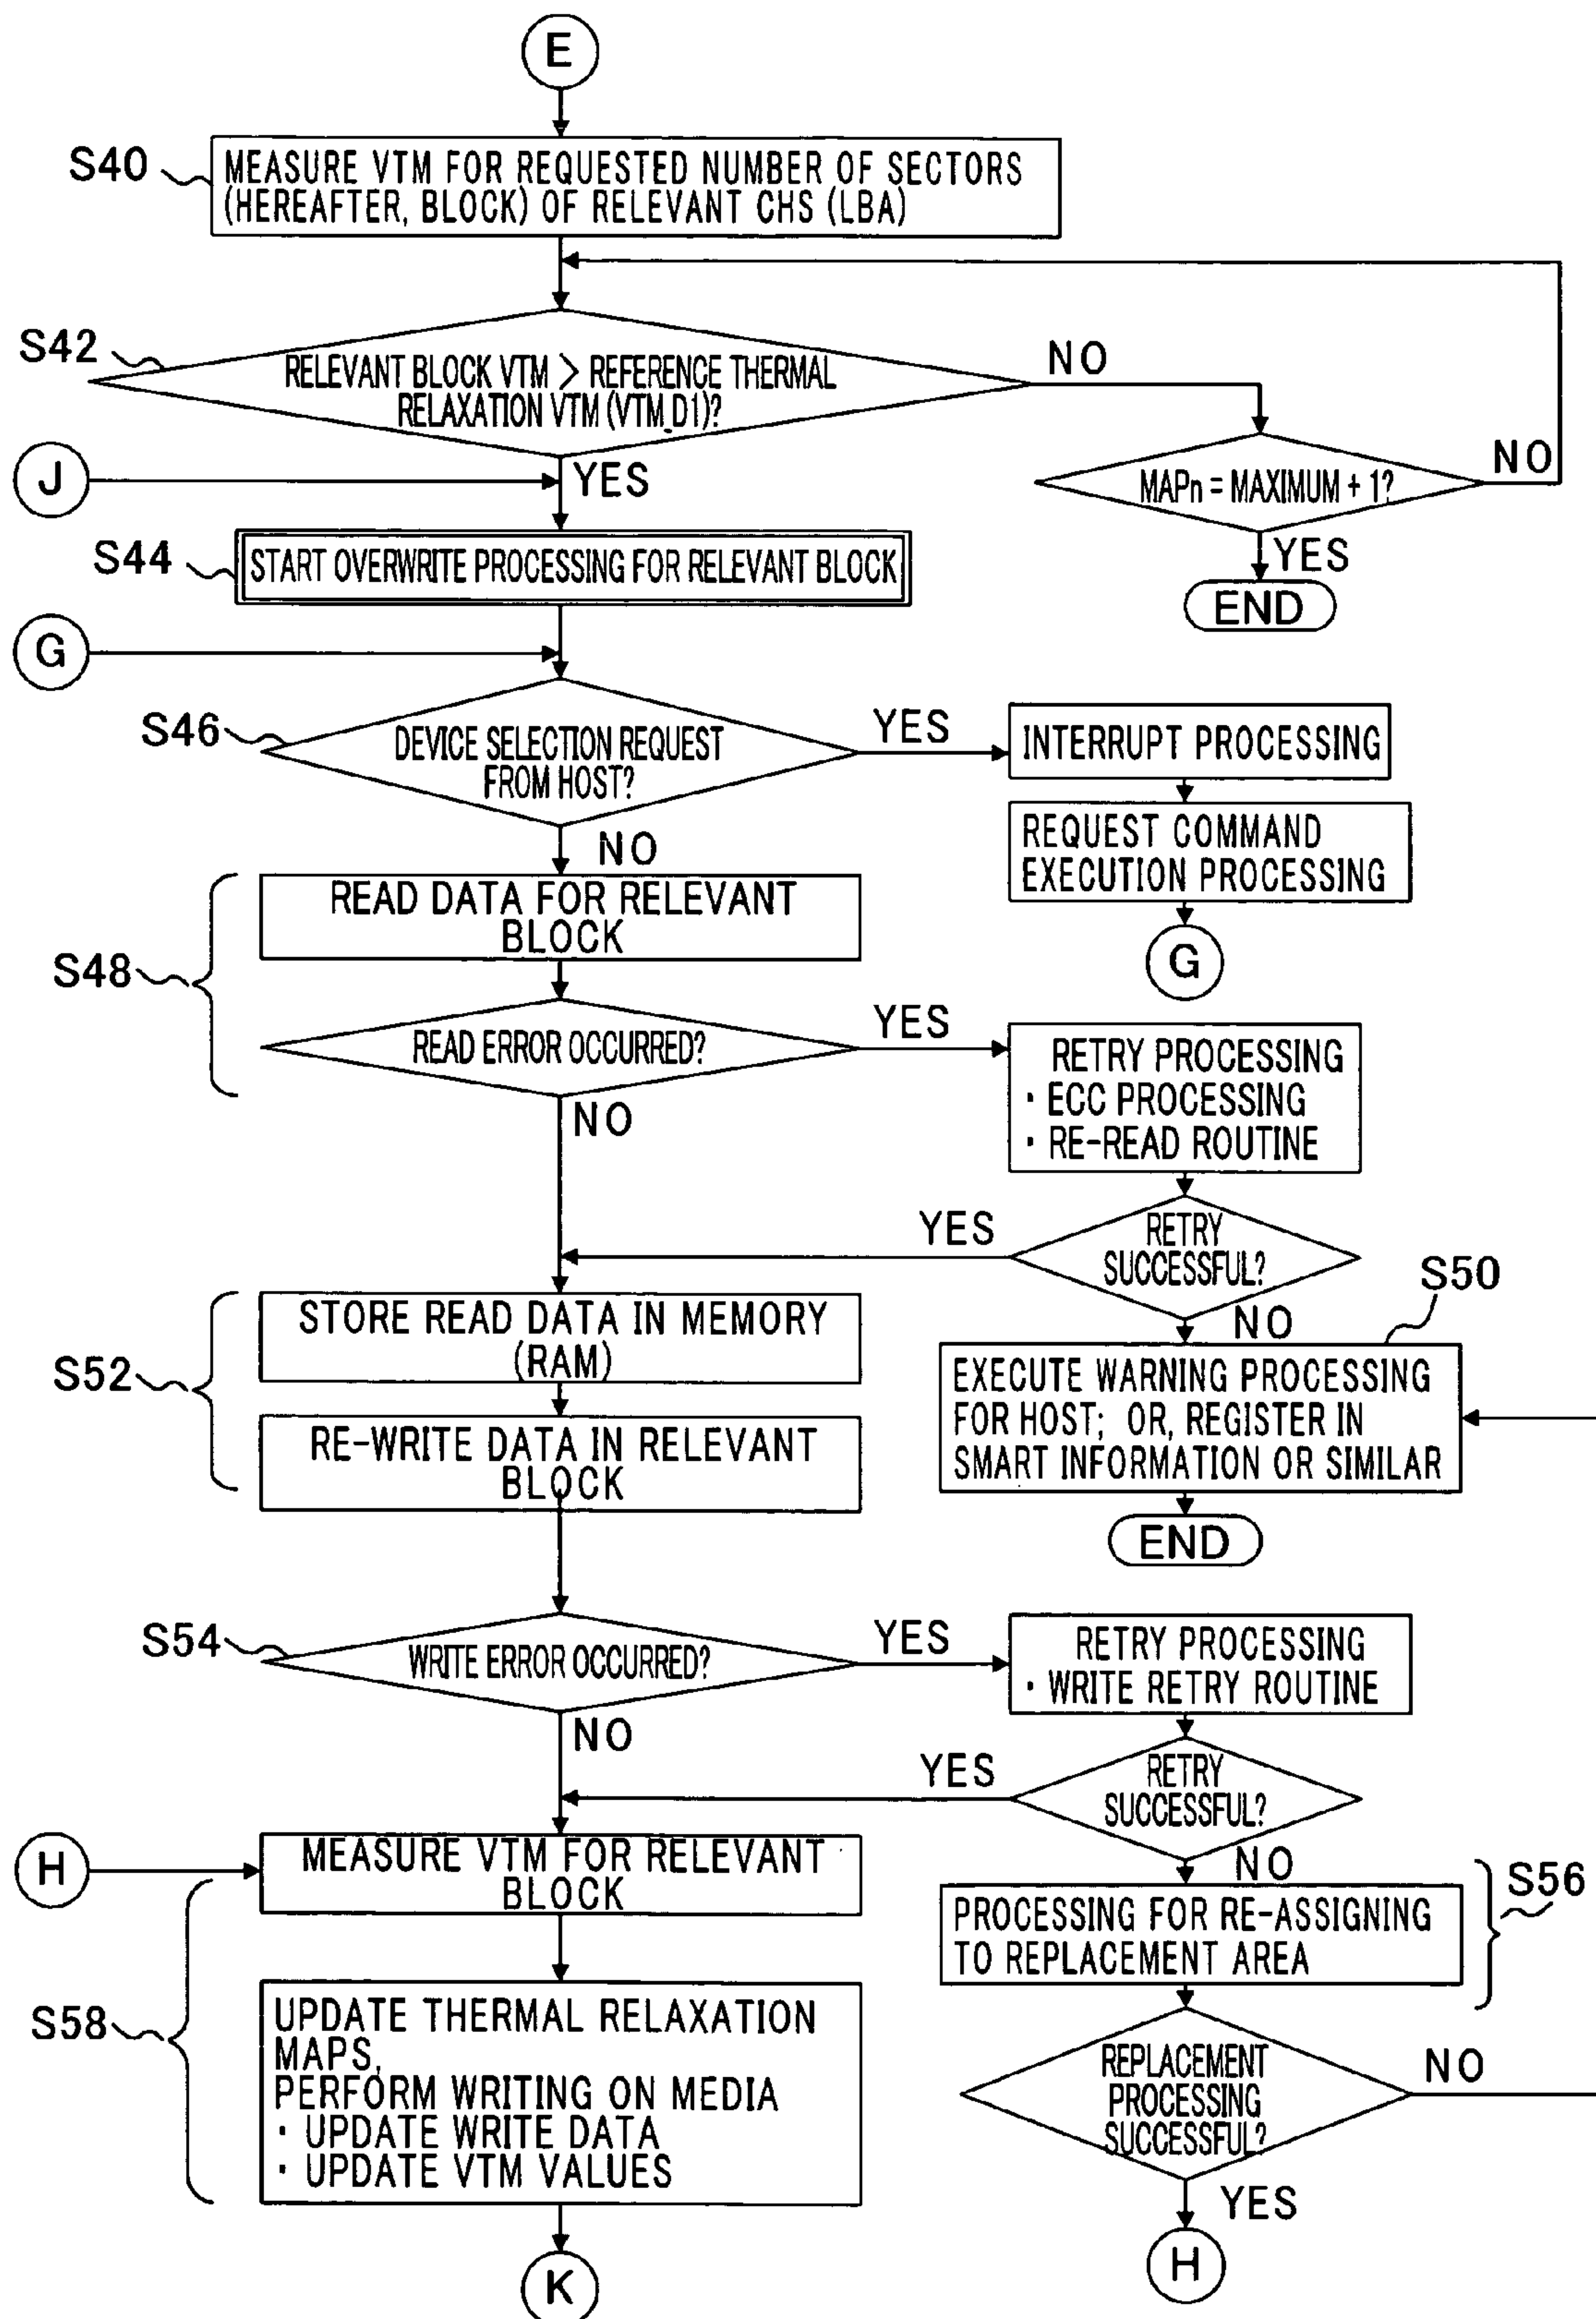 E
S40
MEASURE VTM FOR REQUESTED NUMBER OF SECTORS
(HEREAFTER, BLOCK) OF RELEVANT CHS (LBA)
S42
RELEVANT BLOCK VTM > REFERENCE THERMAL
RELAXATION VTM (VTM_D1)?
NO
MAPn = MAXIMUM + 1?
NO
YES
END
J
YES
S44
START OVERWRITE PROCESSING FOR RELEVANT BLOCK
G
S46
DEVICE SELECTION REQUEST
FROM HOST?
YES
INTERRUPT PROCESSING
REQUEST COMMAND
EXECUTION PROCESSING
G
NO
S48
READ DATA FOR RELEVANT
BLOCK
READ ERROR OCCURRED?
YES
RETRY PROCESSING
· ECC PROCESSING
· RE-READ ROUTINE
NO
YES
RETRY
SUCCESSFUL?
NO
S50
EXECUTE WARNING PROCESSING
FOR HOST; OR, REGISTER IN
SMART INFORMATION OR SIMILAR
END
S52
STORE READ DATA IN MEMORY
(RAM)
RE-WRITE DATA IN RELEVANT
BLOCK
S54
WRITE ERROR OCCURRED?
YES
RETRY PROCESSING
· WRITE RETRY ROUTINE
NO
YES
RETRY
SUCCESSFUL?
NO
S56
PROCESSING FOR RE-ASSIGNING
TO REPLACEMENT AREA
REPLACEMENT
PROCESSING
SUCCESSFUL?
NO
YES
H
H
MEASURE VTM FOR RELEVANT
BLOCK
S58
UPDATE THERMAL RELAXATION
MAPS,
PERFORM WRITING ON MEDIA
· UPDATE WRITE DATA
· UPDATE VTM VALUES
K